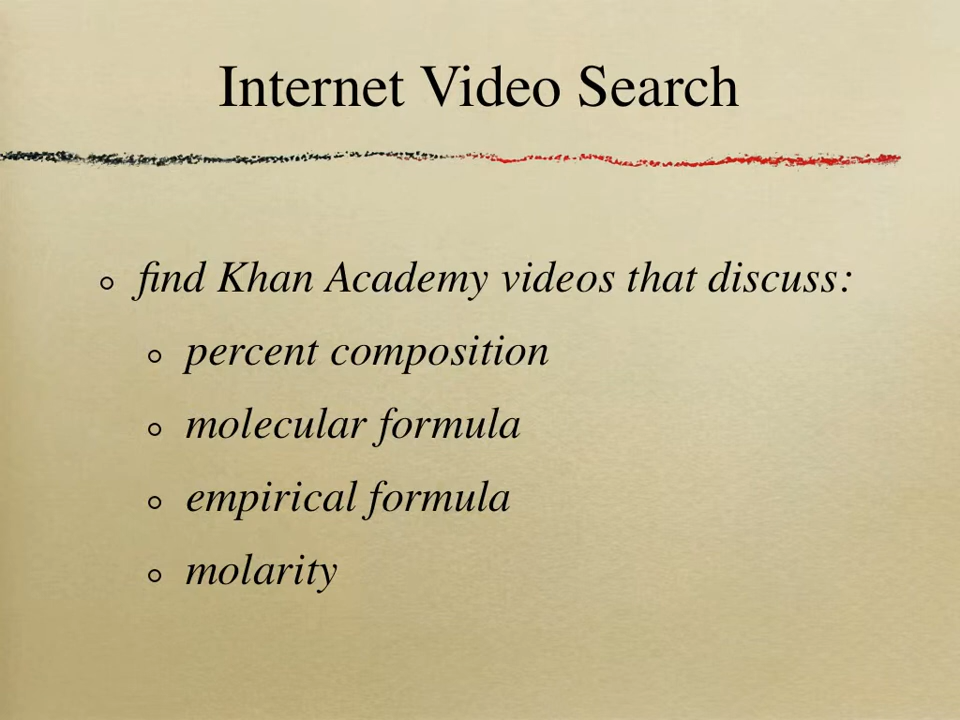 Internet Video Search
find Khan Academy videos that discuss:
percent composition
molecular formula
empirical formula
molarity